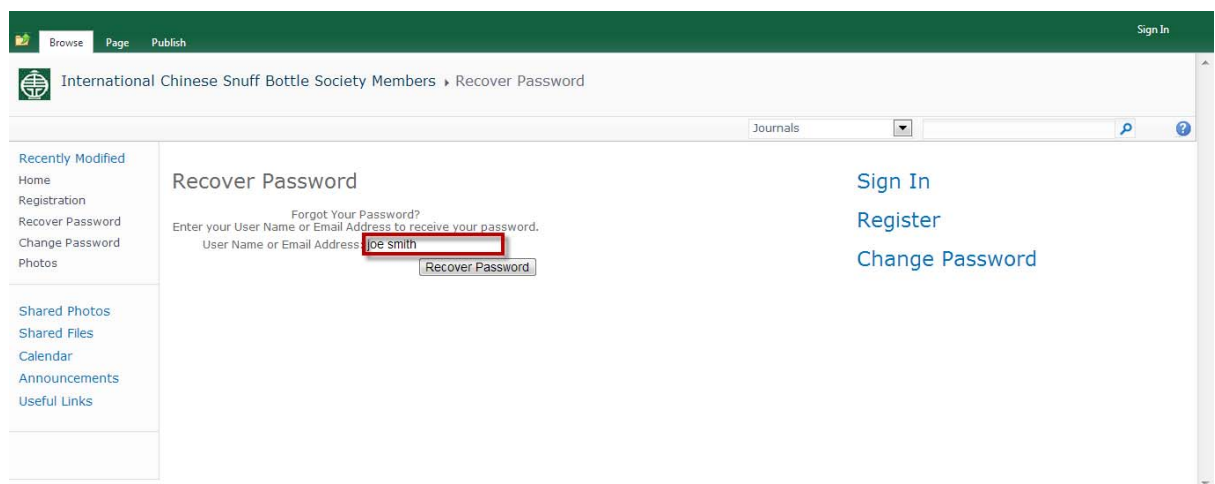 Sign In
Browse Page Publish
International Chinese Snuff Bottle Society Members ▸ Recover Password
Journals
Recently Modified
Home
Registration
Recover Password
Change Password
Photos
Shared Photos
Shared Files
Calendar
Announcements
Useful Links
Recover Password
Forgot Your Password?
Enter your User Name or Email Address to receive your password.
User Name or Email Address: joe smith
Recover Password
Sign In
Register
Change Password